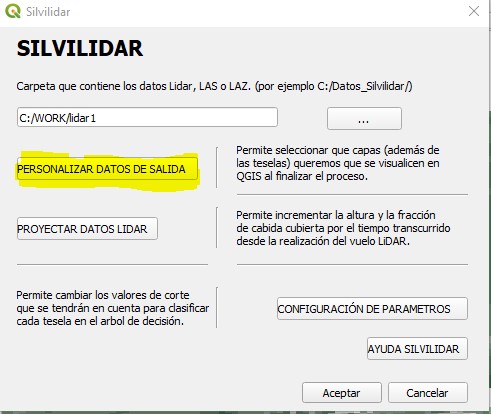 Silvilidar
SILVILIDAR
Carpeta que contiene los datos Lidar, LAS o LAZ. (por ejemplo C:/Datos_Silvilidar/)
C:/WORK/lidar1
...
PERSONALIZAR DATOS DE SALIDA
Permite seleccionar que capas (además de
las teselas) queremos que se visualicen en
QGIS al finalizar el proceso.
PROYECTAR DATOS LIDAR
Permite incrementar la altura y la fracción
de cabida cubierta por el tiempo transcurrido
desde la realización del vuelo LiDAR.
Permite cambiar los valores de corte
que se tendrán en cuenta para clasificar
cada tesela en el arbol de decisión.
CONFIGURACIÓN DE PARAMETROS
AYUDA SILVILIDAR
Aceptar
Cancelar